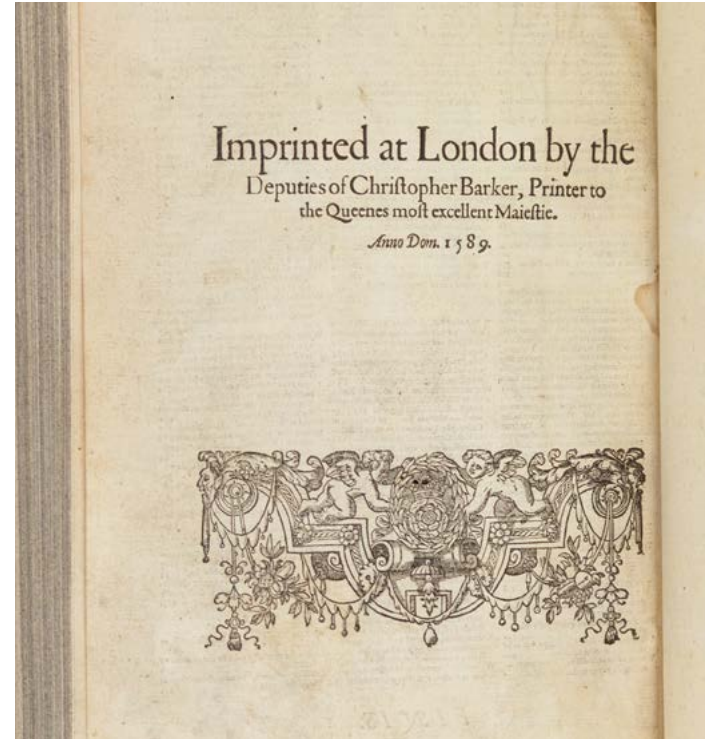 Imprinted at London by the
Deputies of Chriſtopher Barker, Printer to
the Queenes moſt excellent Maieſtie.
Anno Dom. 1589.